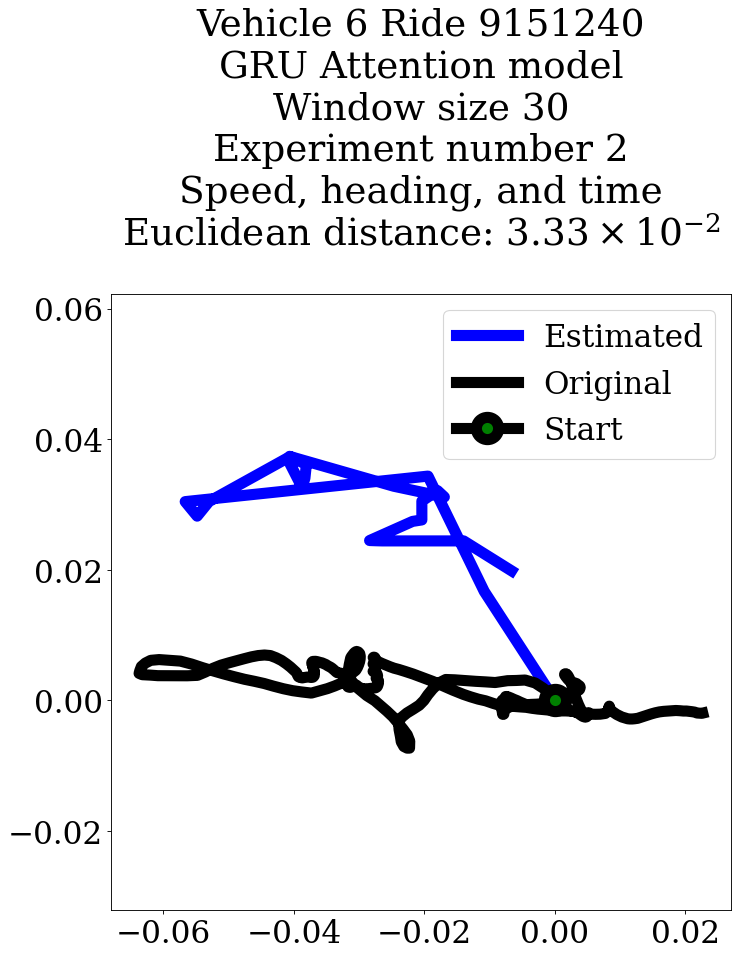 Vehicle 6 Ride 9151240
GRU Attention model
Window size 30
Experiment number 2
Speed, heading, and time
Euclidean distance: 3.33 × 10⁻²
0.06
0.04
0.02
0.00
−0.02
Estimated
Original
Start
−0.06
−0.04
−0.02
0.00
0.02